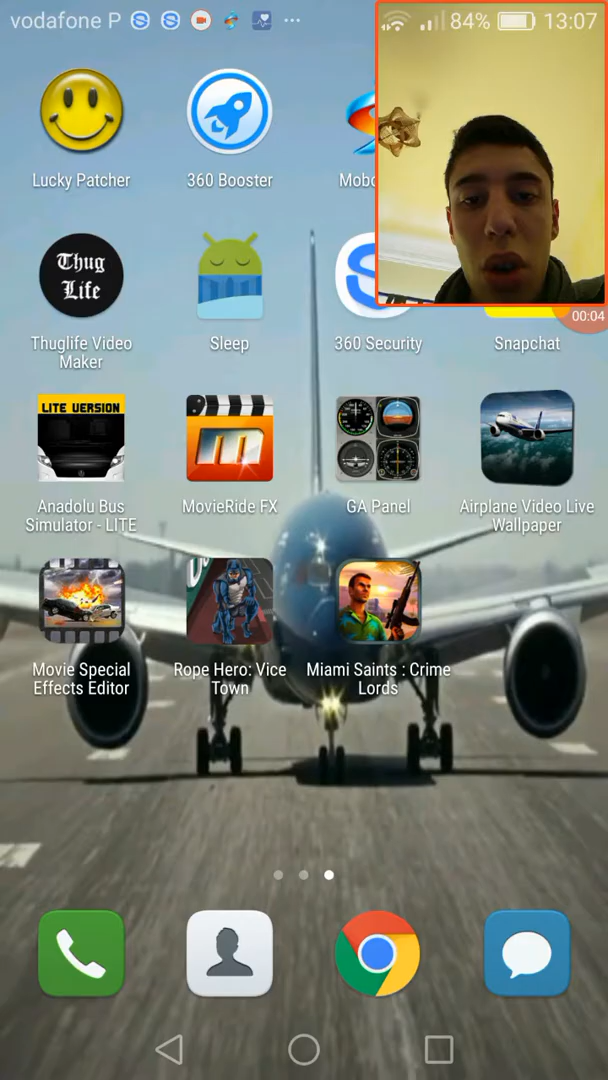 vodafone P
84% 13:07
Lucky Patcher
360 Booster
Mobo
Thug
Life
00:04
Thuglife Video
Maker
Sleep
360 Security
Snapchat
LITE VERSION
Anadolu Bus
Simulator - LITE
MovieRide FX
GA Panel
Airplane Video Live
Wallpaper
Movie Special
Effects Editor
Rope Hero: Vice
Town
Miami Saints : Crime
Lords